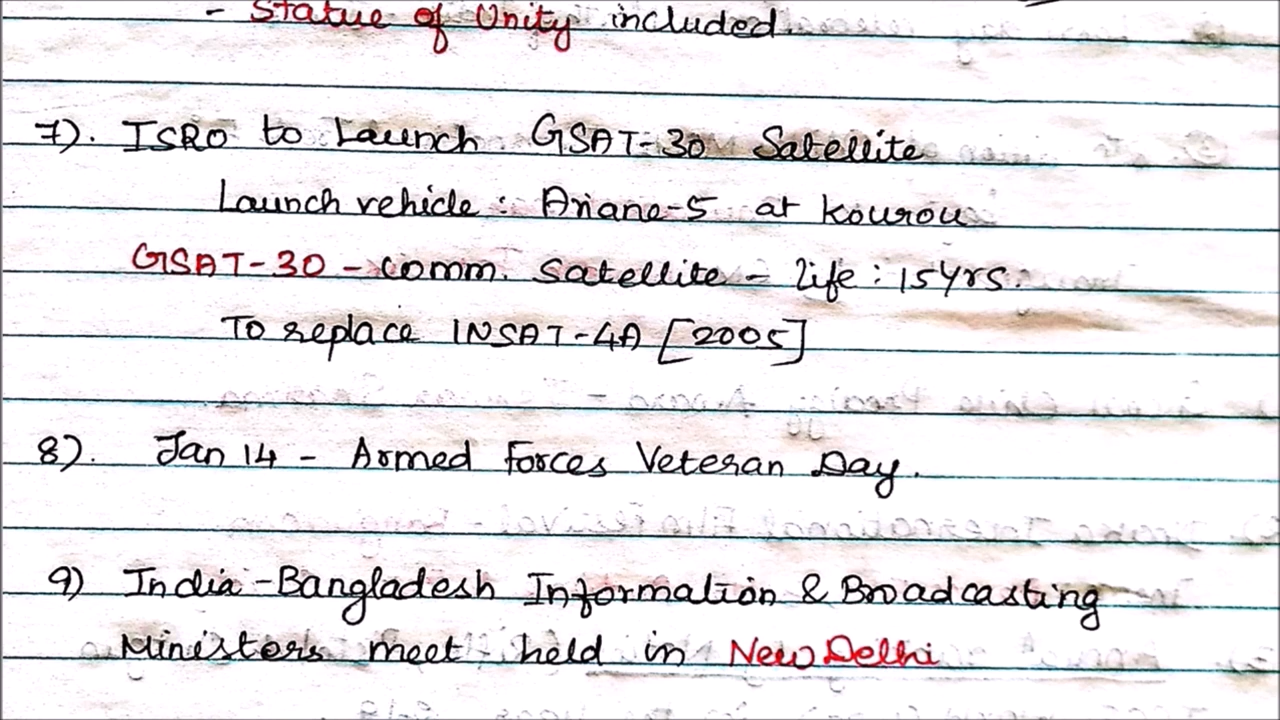 - Statue of Unity included.
7). ISRO to Launch GSAT-30 Satellite
Launch vehicle : Ariane-5 at Kourou
GSAT-30 - comm. Satellite - life : 15 yrs.
To replace INSAT-4A [2005]
8). Jan 14 - Armed Forces Veteran Day.
9) India-Bangladesh Information & Broadcasting
Ministers meet held in New Delhi